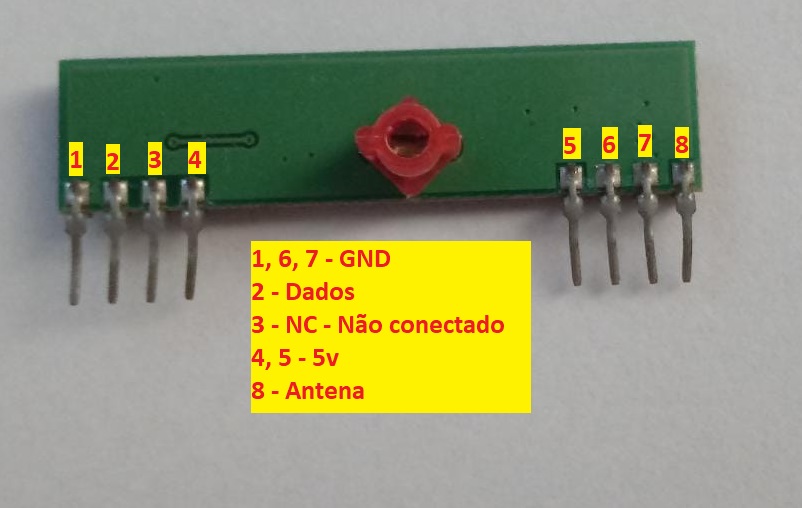 1 2 3 4 5 6 7 8
1, 6, 7 - GND
2 - Dados
3 - NC - Não conectado
4, 5 - 5v
8 - Antena